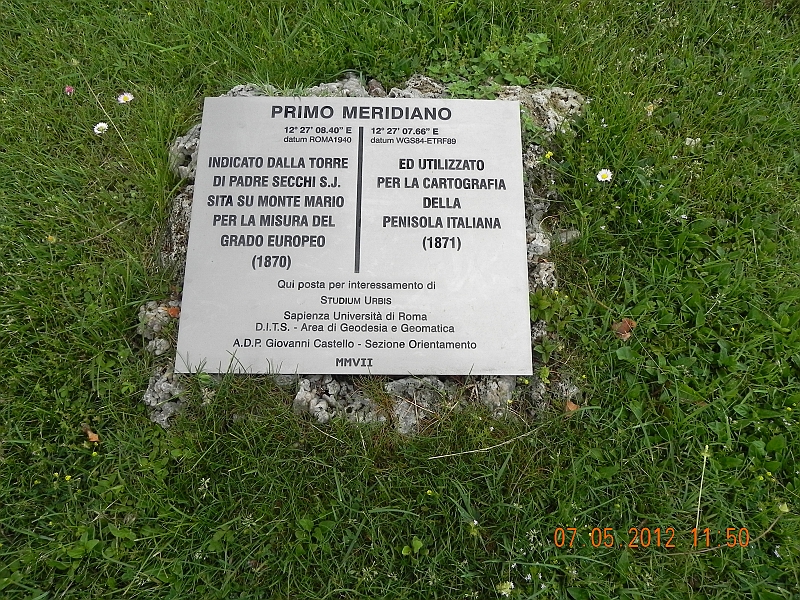 PRIMO MERIDIANO
12° 27' 08.40" E
datum ROMA1940
12° 27' 07.66" E
datum WGS84-ETRF89
INDICATO DALLA TORRE
DI PADRE SECCHI S.J.
SITA SU MONTE MARIO
PER LA MISURA DEL
GRADO EUROPEO
(1870)
ED UTILIZZATO
PER LA CARTOGRAFIA
DELLA
PENISOLA ITALIANA
(1871)
Qui posta per interessamento di
STUDIUM URBIS
Sapienza Università di Roma
D.I.T.S. - Area di Geodesia e Geomatica
A.D.P. Giovanni Castello - Sezione Orientamento
MMVII
07 05 2012 11 50